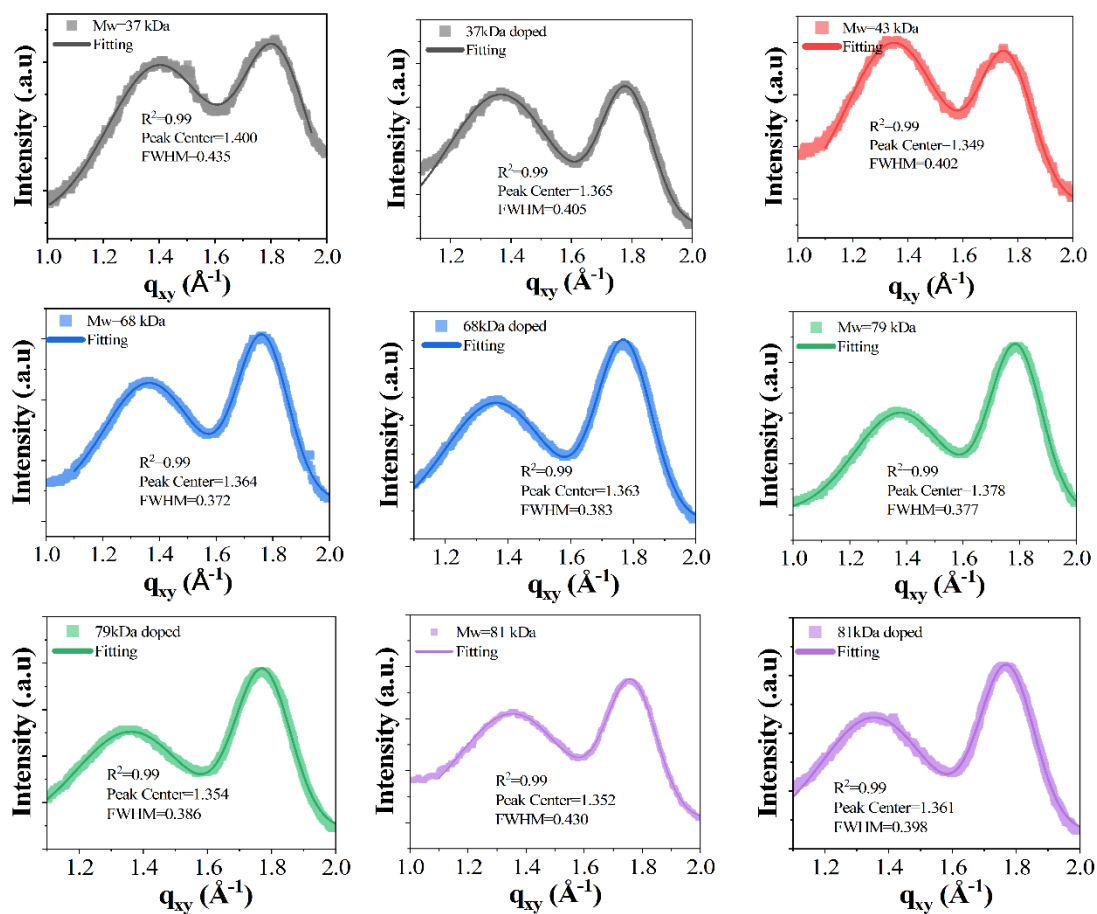 Mw=37 kDa
Fitting
R²=0.99
Peak Center=1.400
FWHM=0.435
Intensity (.a.u)
1.0 1.2 1.4 1.6 1.8 2.0
qxy (Å⁻¹)
37kDa doped
Fitting
R²=0.99
Peak Center=1.365
FWHM=0.405
Intensity (.a.u)
1.2 1.4 1.6 1.8 2.0
qxy (Å⁻¹)
Mw=43 kDa
Fitting
R²=0.99
Peak Center=1.349
FWHM=0.402
Intensity (.a.u)
1.0 1.2 1.4 1.6 1.8 2.0
qxy (Å⁻¹)
Mw=68 kDa
Fitting
R²=0.99
Peak Center=1.364
FWHM=0.372
Intensity (.a.u)
1.0 1.2 1.4 1.6 1.8 2.0
qxy (Å⁻¹)
68kDa doped
Fitting
R²=0.99
Peak Center=1.363
FWHM=0.383
Intensity (.a.u)
1.2 1.4 1.6 1.8 2.0
qxy (Å⁻¹)
Mw=79 kDa
Fitting
R²=0.99
Peak Center=1.378
FWHM=0.377
Intensity (.a.u)
1.0 1.2 1.4 1.6 1.8 2.0
qxy (Å⁻¹)
79kDa doped
Fitting
R²=0.99
Peak Center=1.354
FWHM=0.386
Intensity (.a.u)
1.2 1.4 1.6 1.8 2.0
qxy (Å⁻¹)
Mw=81 kDa
Fitting
R²=0.99
Peak Center=1.352
FWHM=0.430
Intensity (a.u.)
1.0 1.2 1.4 1.6 1.8 2.0
qxy (Å⁻¹)
81kDa doped
Fitting
R²=0.99
Peak Center=1.361
FWHM=0.398
Intensity (.a.u)
1.2 1.4 1.6 1.8 2.0
qxy (Å⁻¹)